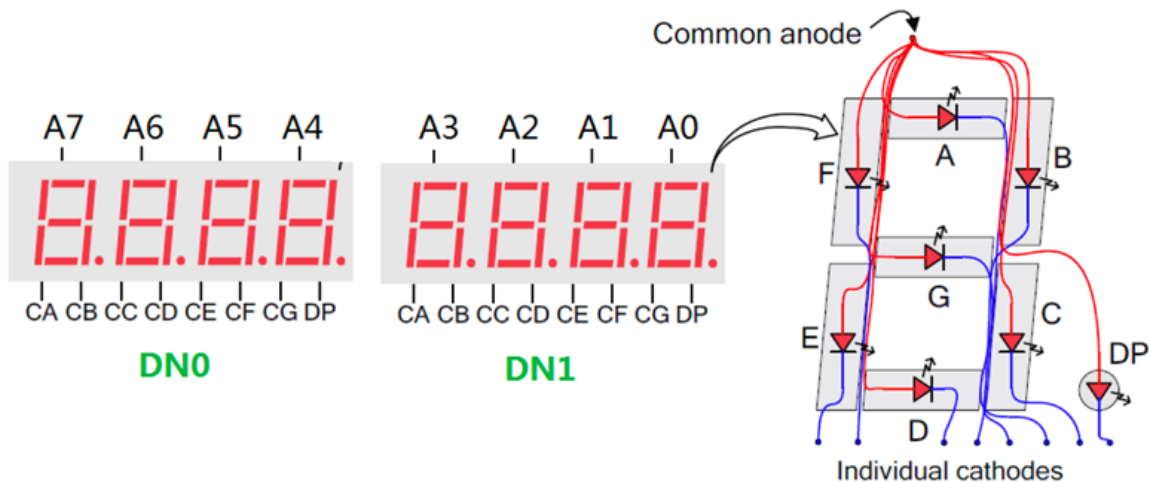 Common anode
A7 A6 A5 A4
A3 A2 A1 A0
CA CB CC CD CE CF CG DP
CA CB CC CD CE CF CG DP
DN0
DN1
A
F
B
G
E
C
D
DP
Individual cathodes